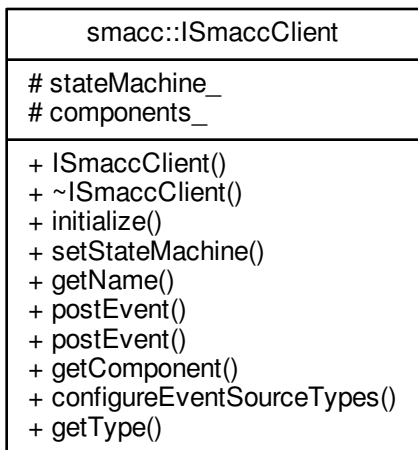 smacc::ISmaccClient
# stateMachine_
# components_
+ ISmaccClient()
+ ~ISmaccClient()
+ initialize()
+ setStateMachine()
+ getName()
+ postEvent()
+ postEvent()
+ getComponent()
+ configureEventSourceTypes()
+ getType()